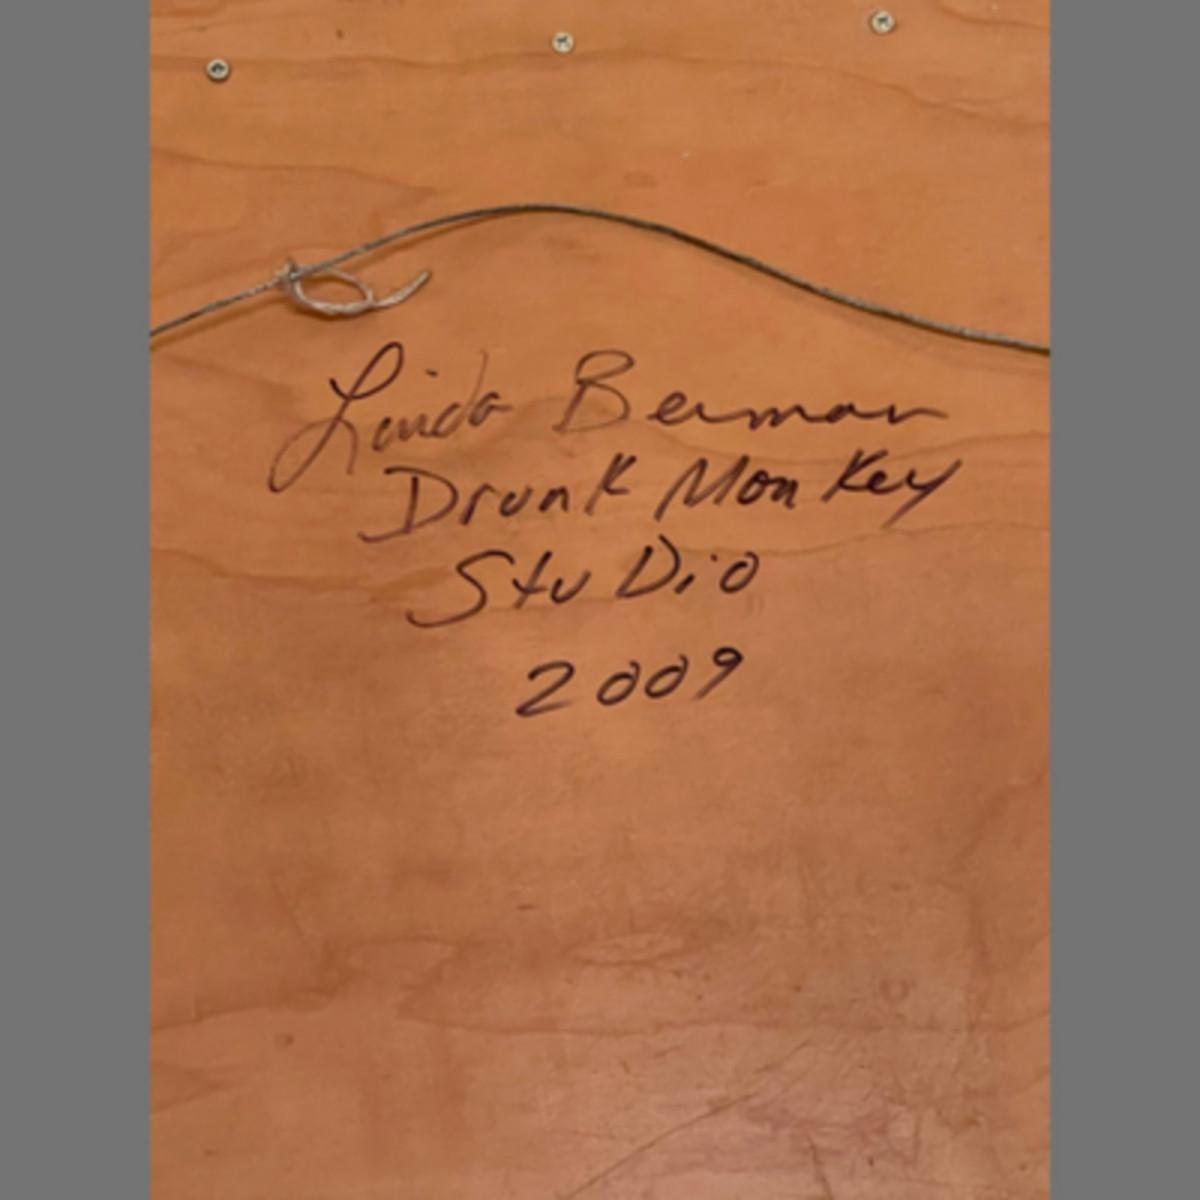 Linda Berman
Drunk Monkey
StuDio
2009